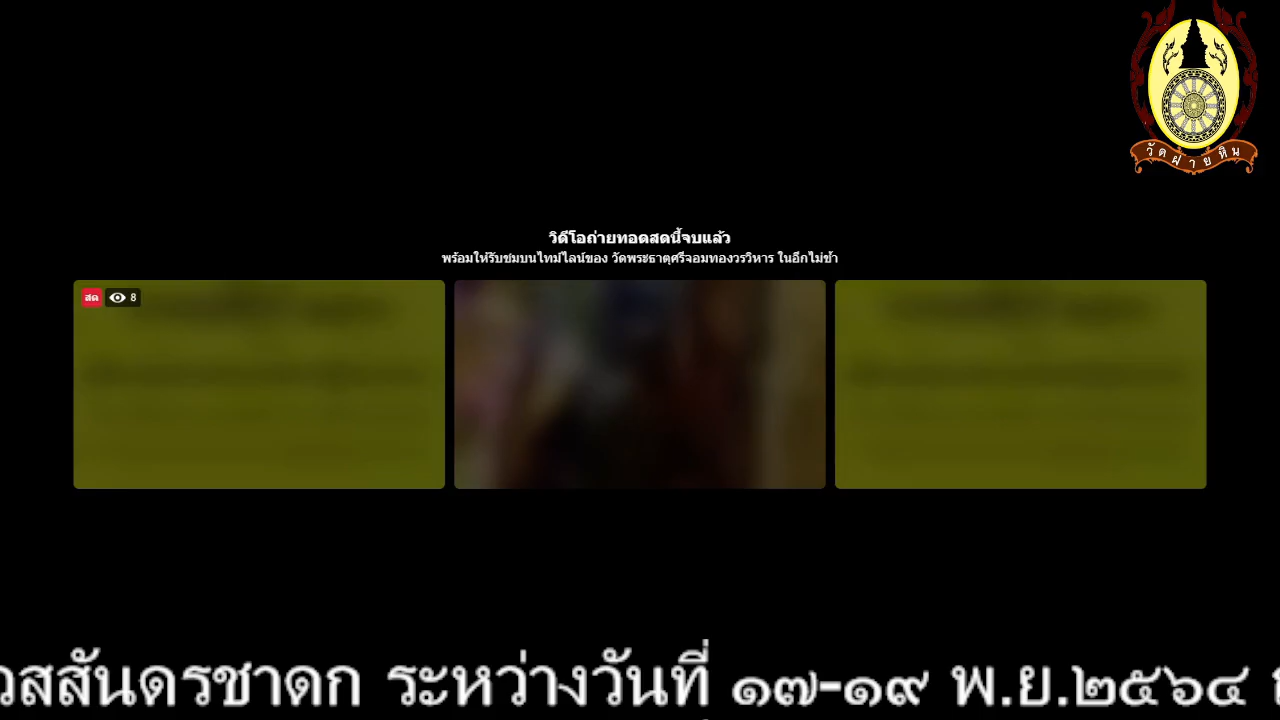 วัดฝายหิน
วิดีโอถ่ายทอดสดนี้จบแล้ว
พร้อมให้รับชมบนไทม์ไลน์ของ วัดพระธาตุศรีจอมทองวรวิหาร ในอีกไม่ช้า
สด 8
วสสันดรชาดก ระหว่างวันที่ ๑๗-๑๙ พ.ย.๒๕๖๔